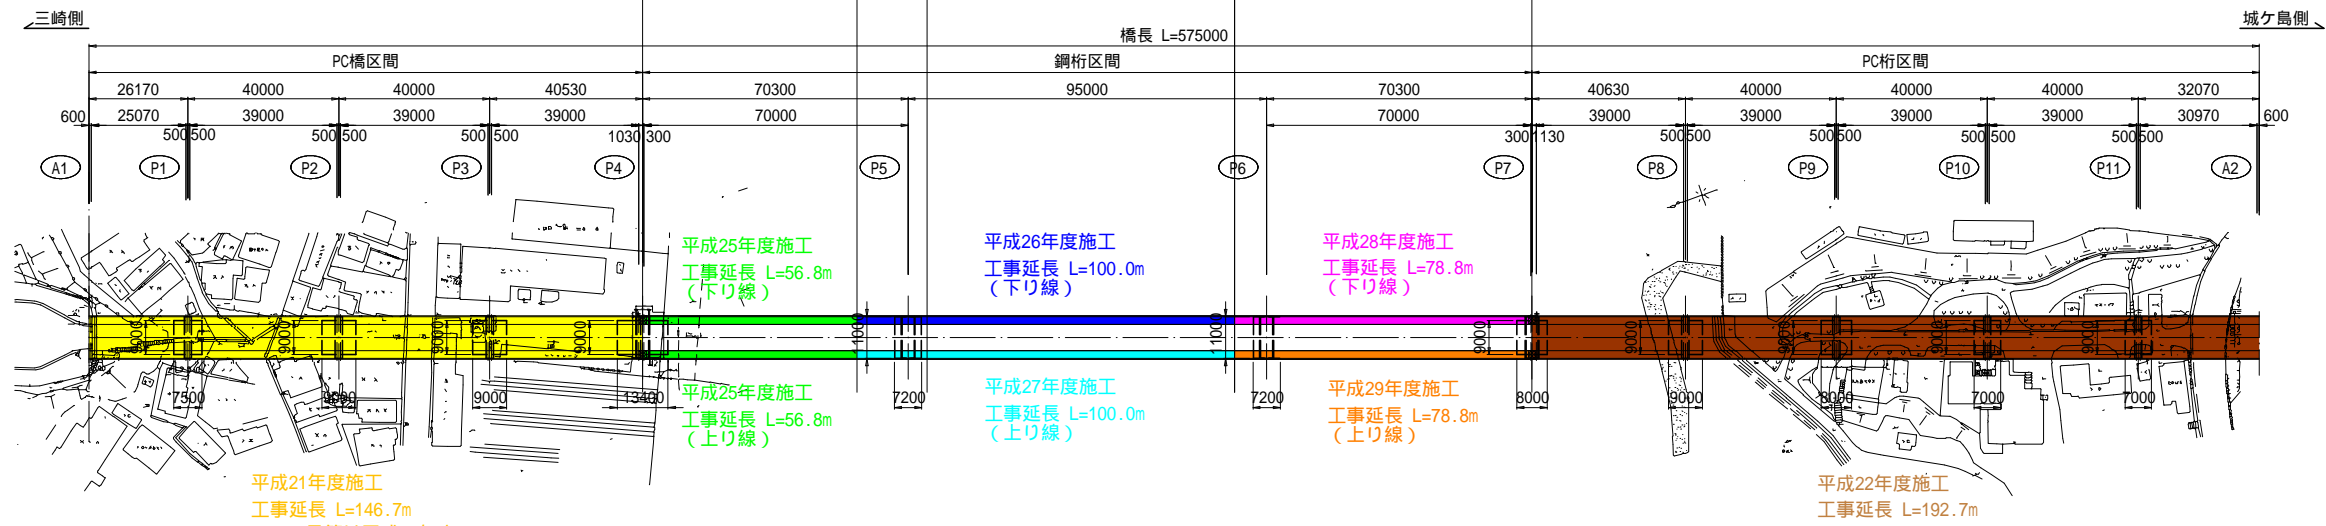 三崎側
城ケ島側
橋長 L=575000
PC橋区間
鋼桁区間
PC桁区間
26170 40000 40000 40530 70300 95000 70300 40630 40000 40000 40000 32070
600 25070 39000 39000 39000 70000 70000 39000 39000 39000 39000 30970 600
500 500 500 500 500 500 1030 300 300 1130 500 500 500 500 500 500 500 500
A1 P1 P2 P3 P4 P5 P6 P7 P8 P9 P10 P11 A2
平成25年度施工
工事延長 L=56.8m
(下り線)
平成26年度施工
工事延長 L=100.0m
(下り線)
平成28年度施工
工事延長 L=78.8m
(下り線)
9000 9000 9000 9000 11000 11000 9000 9000 9000 9000 9000
平成25年度施工
工事延長 L=56.8m
(上り線)
平成27年度施工
工事延長 L=100.0m
(上り線)
平成29年度施工
工事延長 L=78.8m
(上り線)
7500 9000 13400 7200 7200 8000 9000 8000 7000 7000
平成21年度施工
工事延長 L=146.7m
平成22年度施工
工事延長 L=192.7m